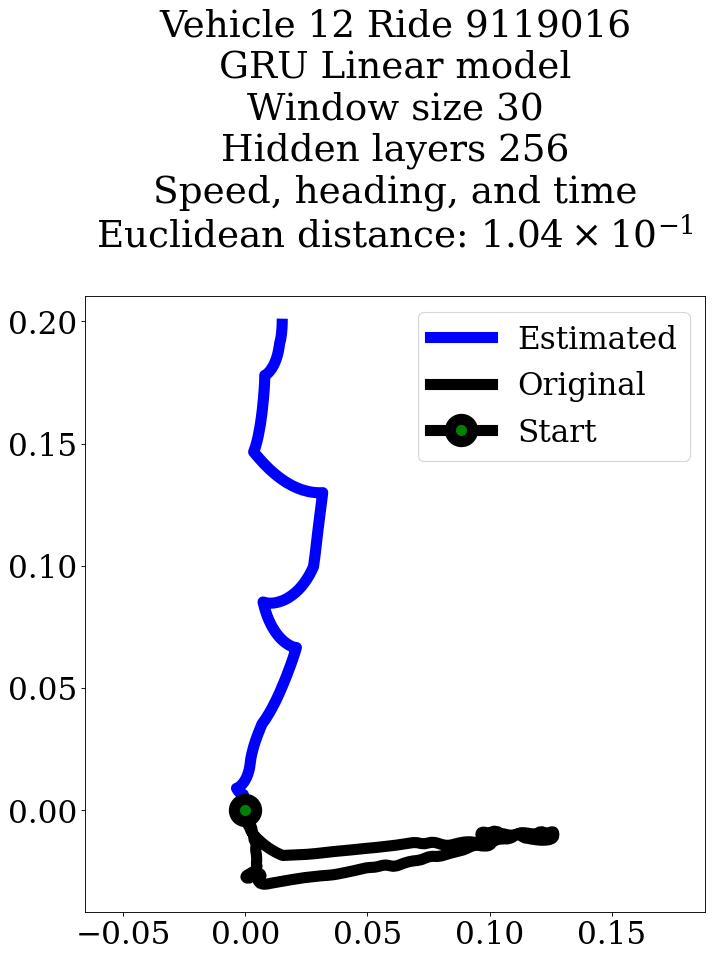 Vehicle 12 Ride 9119016
GRU Linear model
Window size 30
Hidden layers 256
Speed, heading, and time
Euclidean distance: 1.04 × 10⁻¹
Estimated
Original
Start
0.20
0.15
0.10
0.05
0.00
−0.05 0.00 0.05 0.10 0.15